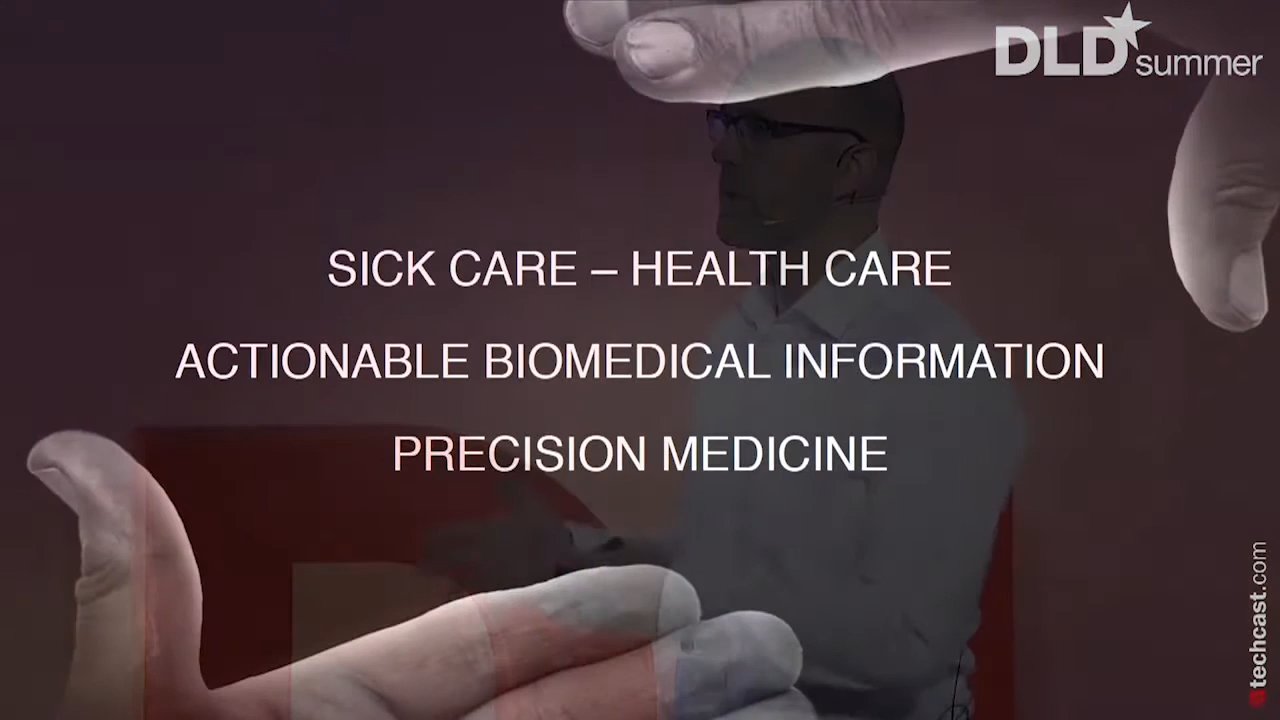 DLD summer
SICK CARE – HEALTH CARE
ACTIONABLE BIOMEDICAL INFORMATION
PRECISION MEDICINE
techcast.com